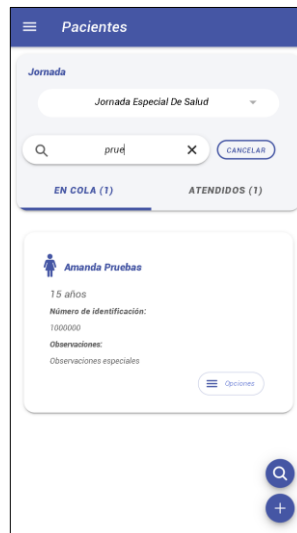 Pacientes
Jornada
Jornada Especial De Salud
prue
CANCELAR
EN COLA (1)
ATENDIDOS (1)
Amanda Pruebas
15 años
Número de identificación:
1000000
Observaciones:
Observaciones especiales
Opciones